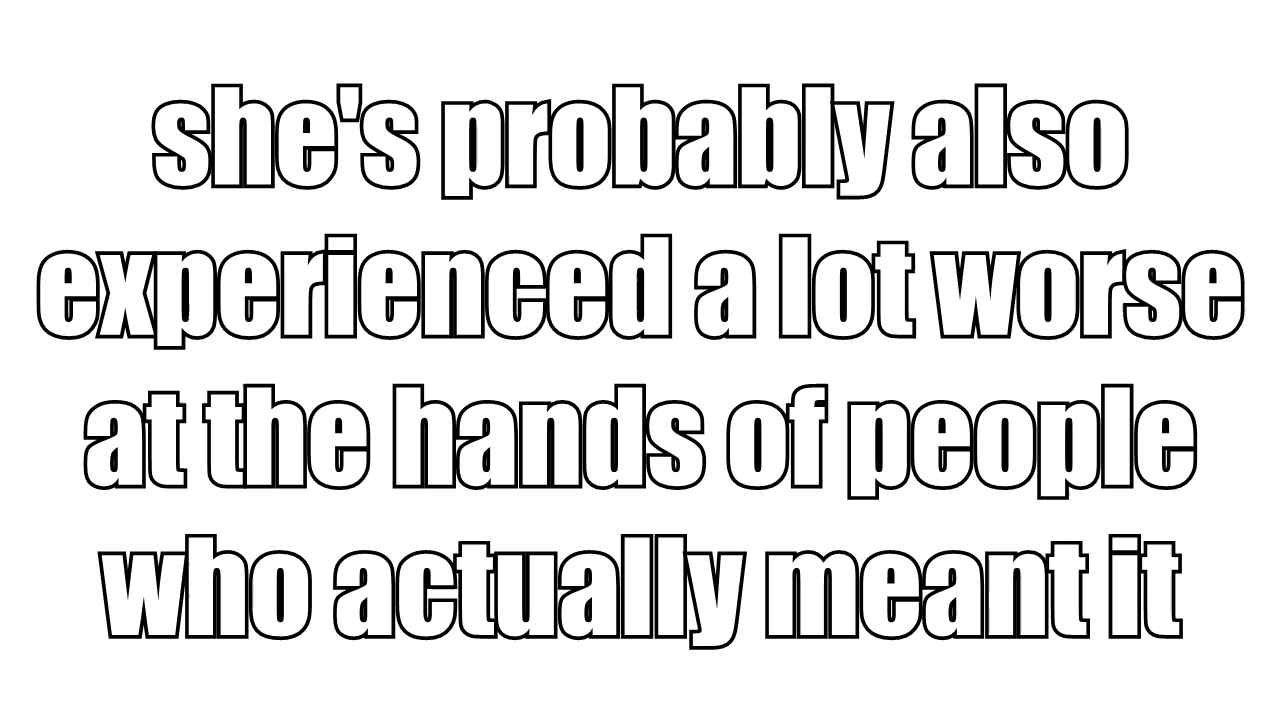 she's probably also
experienced a lot worse
at the hands of people
who actually meant it